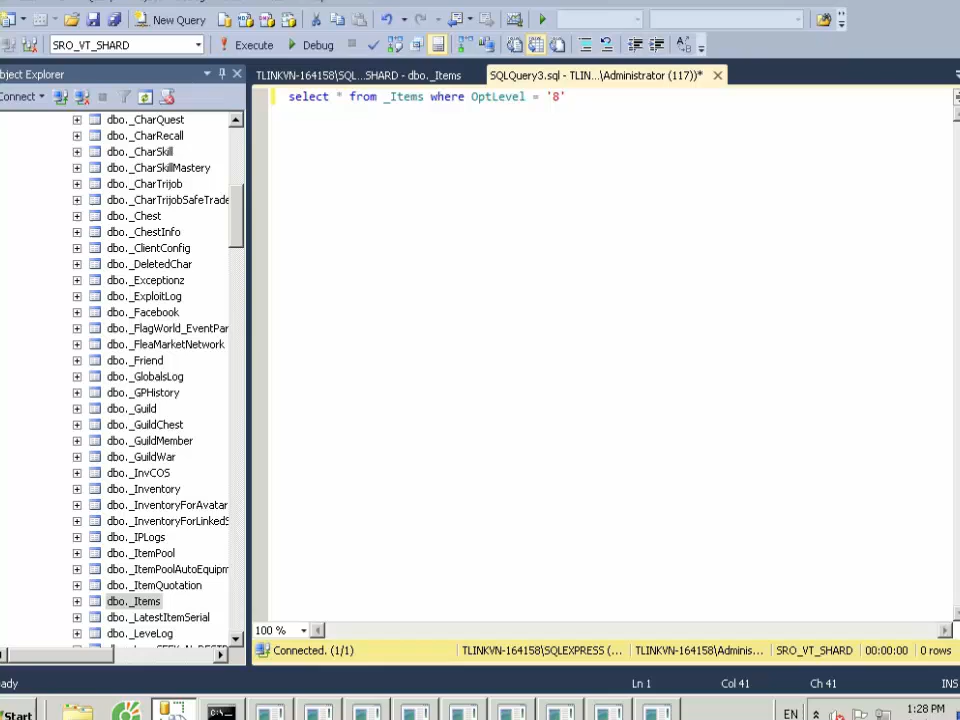 New Query
SRO_VT_SHARD
Execute
Debug
bject Explorer
TLINKVN-164158\SQL...SHARD - dbo._Items
SQLQuery3.sql - TLIN...\Administrator (117))*
Connect
select * from _Items where OptLevel = '8'
dbo._CharQuest
dbo._CharRecall
dbo._CharSkill
dbo._CharSkillMastery
dbo._CharTrijob
dbo._CharTrijobSafeTrade
dbo._Chest
dbo._ChestInfo
dbo._ClientConfig
dbo._DeletedChar
dbo._Exceptionz
dbo._ExploitLog
dbo._Facebook
dbo._FlagWorld_EventPar
dbo._FleaMarketNetwork
dbo._Friend
dbo._GlobalsLog
dbo._GPHistory
dbo._Guild
dbo._GuildChest
dbo._GuildMember
dbo._GuildWar
dbo._InvCOS
dbo._Inventory
dbo._InventoryForAvatar
dbo._InventoryForLinkedS
dbo._IPLogs
dbo._ItemPool
dbo._ItemPoolAutoEquipm
dbo._ItemQuotation
dbo._Items
dbo._LatestItemSerial
dbo._LeveLog
100 %
Connected. (1/1)
TLINKVN-164158\SQLEXPRESS (...
TLINKVN-164158\Adminis...
SRO_VT_SHARD
00:00:00
0 rows
ady
Ln 1
Col 41
Ch 41
INS
Start
EN
1:28 PM